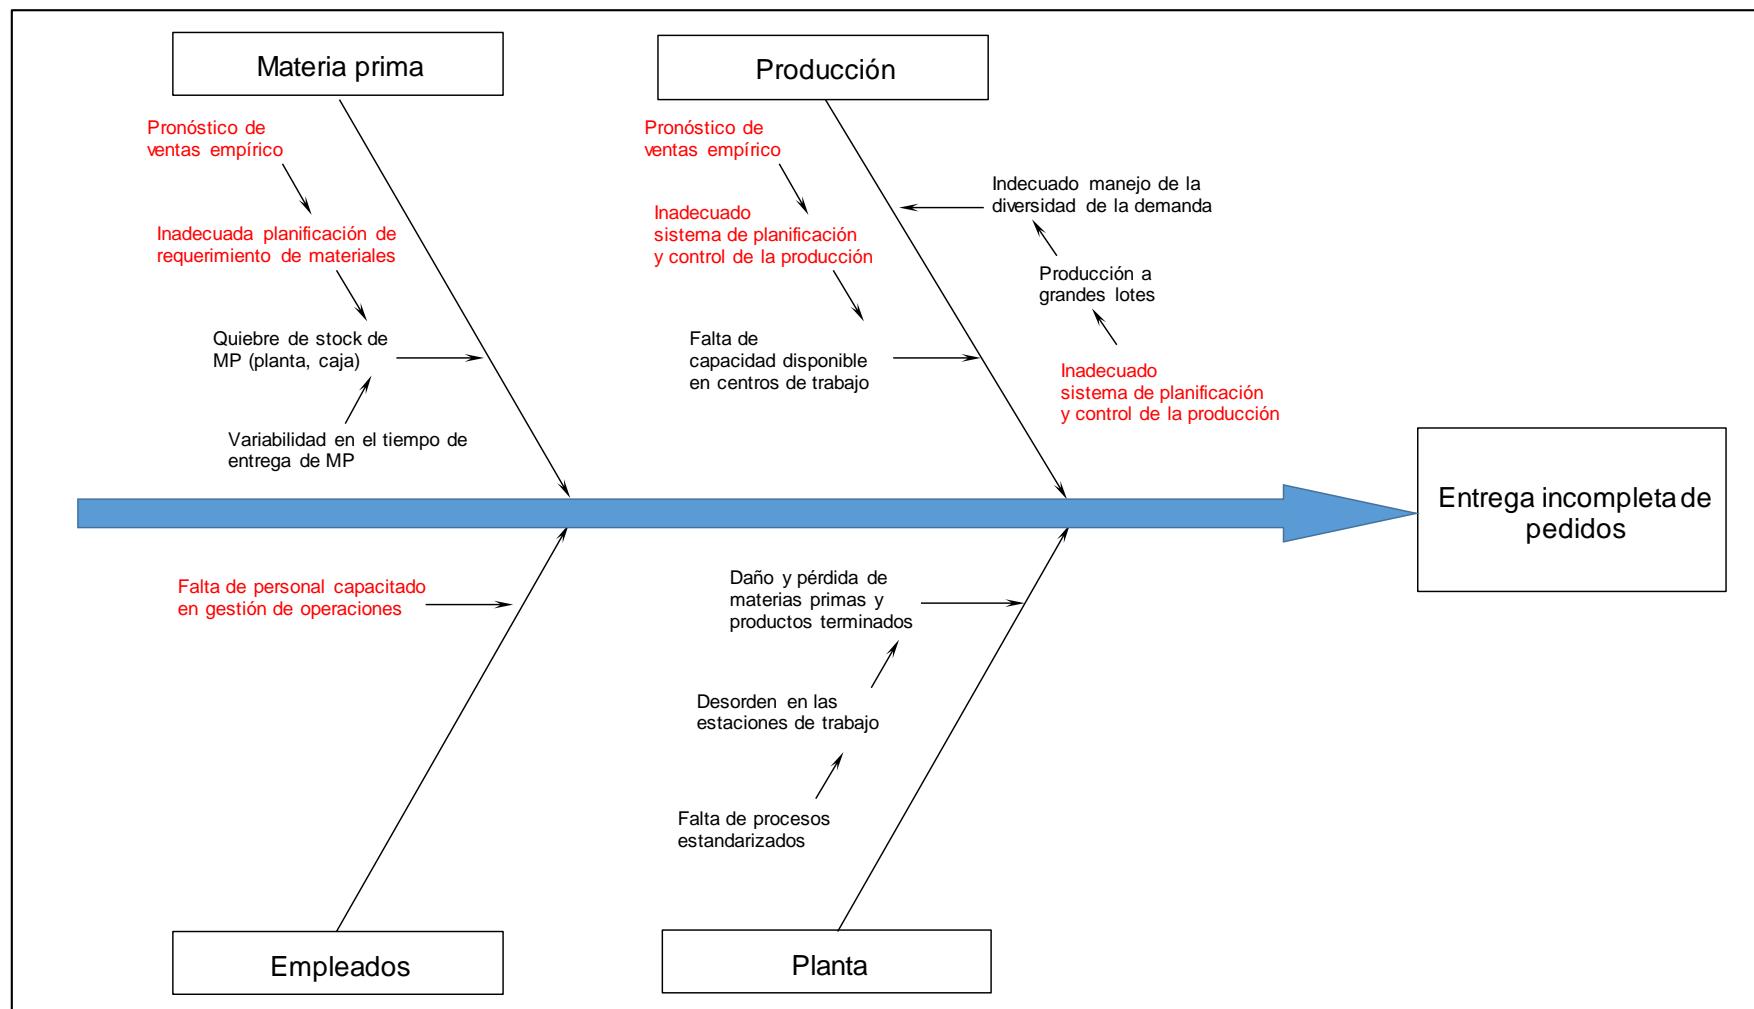 Materia prima
Producción
Pronóstico de
ventas empírico
Inadecuada planificación de
requerimiento de materiales
Quiebre de stock de
MP (planta, caja)
Variabilidad en el tiempo de
entrega de MP
Pronóstico de
ventas empírico
Inadecuado
sistema de planificación
y control de la producción
Falta de
capacidad disponible
en centros de trabajo
Indecuado manejo de la
diversidad de la demanda
Producción a
grandes lotes
Inadecuado
sistema de planificación
y control de la producción
Entrega incompleta de
pedidos
Falta de personal capacitado
en gestión de operaciones
Daño y pérdida de
materias primas y
productos terminados
Desorden en las
estaciones de trabajo
Falta de procesos
estandarizados
Empleados
Planta